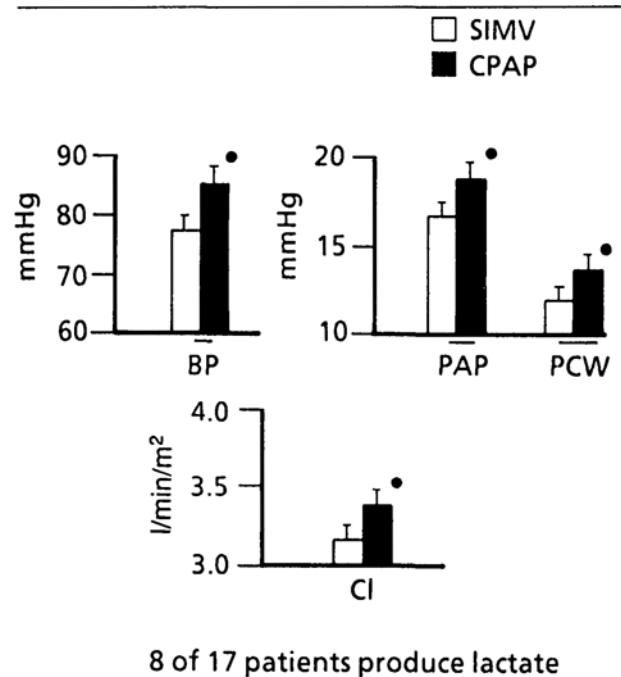 SIMV
CPAP
90
80
70
60
mmHg
BP
20
15
10
mmHg
PAP PCW
4.0
3.5
3.0
l/min/m²
CI
8 of 17 patients produce lactate